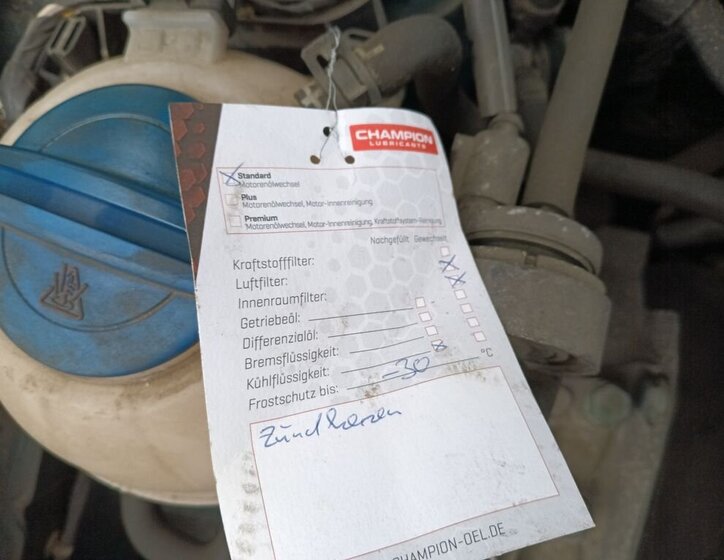 CHAMPION
LUBRICANTS
x Standard
Motorenölwechsel
Plus
Motorenölwechsel, Motor-Innenreinigung
Premium
Motorenölwechsel, Motor-Innenreinigung, Kraftstoffsystem-Reinigung
Nachgefüllt Gewechselt
Kraftstofffilter:
Luftfilter: x
Innenraumfilter: x
Getriebeöl:
Differenzialöl:
Bremsflüssigkeit:
Kühlflüssigkeit: x
Frostschutz bis: -30 °C
Zündkerzen
CHAMPION-OEL.DE